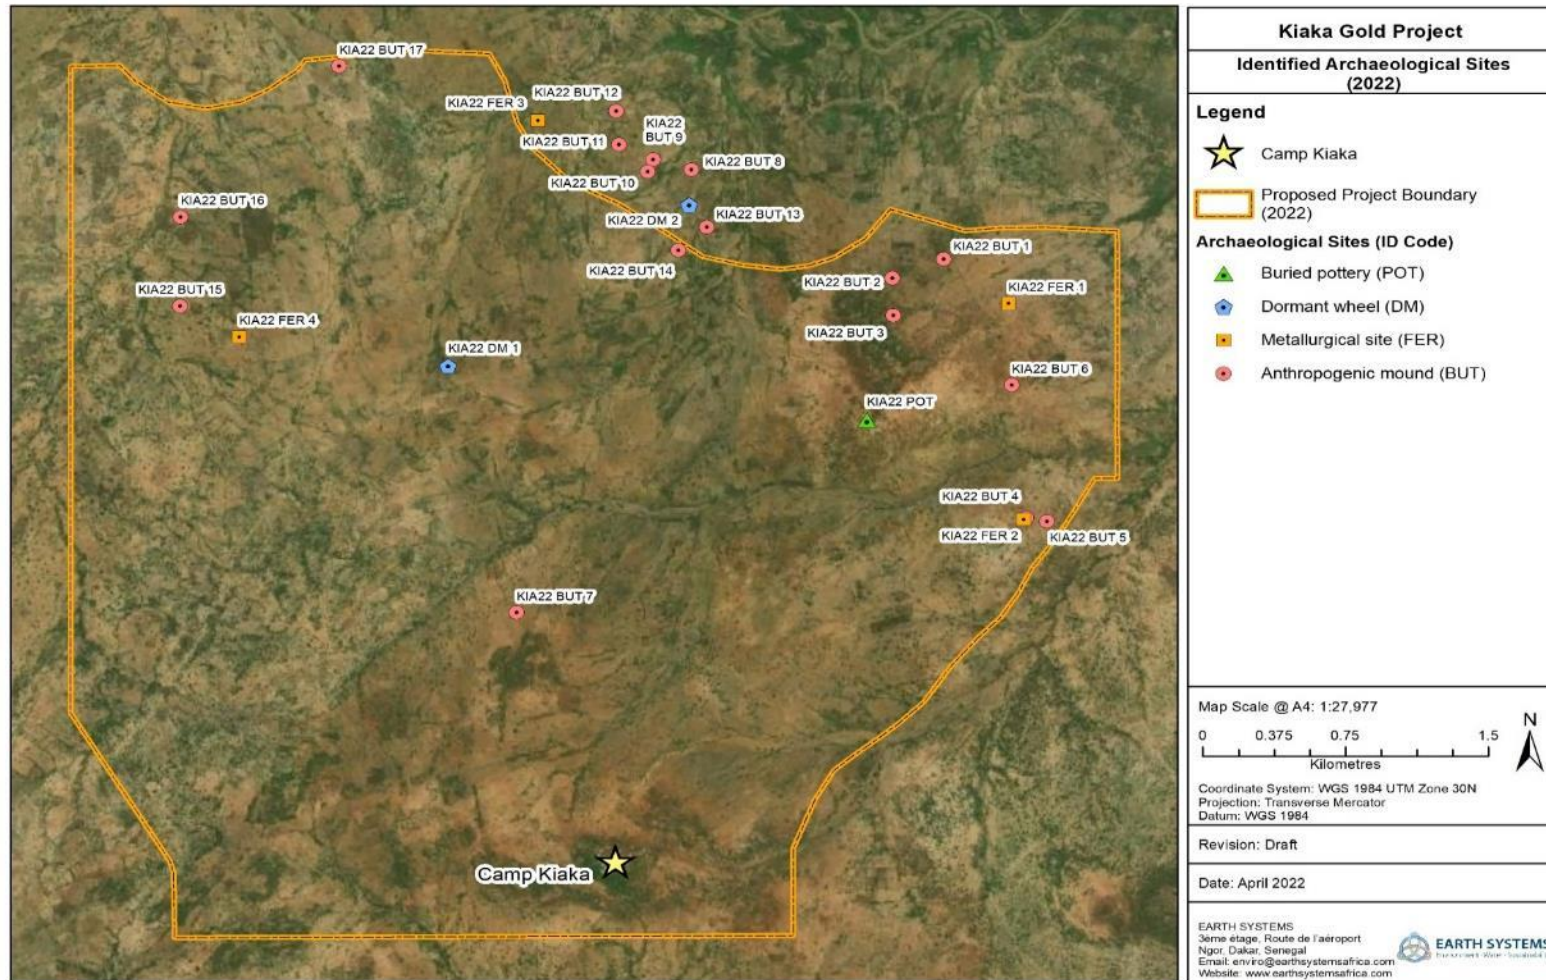 KIA22 BUT 17
KIA22 BUT 12
KIA22 FER 3
KIA22
BUT 9
KIA22 BUT 11
KIA22 BUT 8
KIA22 BUT 10
KIA22 BUT 16
KIA22 DM 2
KIA22 BUT 13
KIA22 BUT 1
KIA22 BUT 14
KIA22 BUT 2
KIA22 BUT 15
KIA22 FER 1
KIA22 FER 4
KIA22 BUT 3
KIA22 DM 1
KIA22 BUT 6
KIA22 POT
KIA22 BUT 4
KIA22 FER 2
KIA22 BUT 5
KIA22 BUT 7
Camp Kiaka
Kiaka Gold Project
Identified Archaeological Sites
(2022)
Legend
Camp Kiaka
Proposed Project Boundary
(2022)
Archaeological Sites (ID Code)
Buried pottery (POT)
Dormant wheel (DM)
Metallurgical site (FER)
Anthropogenic mound (BUT)
Map Scale @ A4: 1:27,977
0 0.375 0.75 1.5
Kilometres
N
Coordinate System: WGS 1984 UTM Zone 30N
Projection: Transverse Mercator
Datum: WGS 1984
Revision: Draft
Date: April 2022
EARTH SYSTEMS
3ème étage, Route de l'aéroport
Ngor, Dakar, Senegal
Email: enviro@earthsystemsafrica.com
Website: www.earthsystemsafrica.com
EARTH SYSTEMS